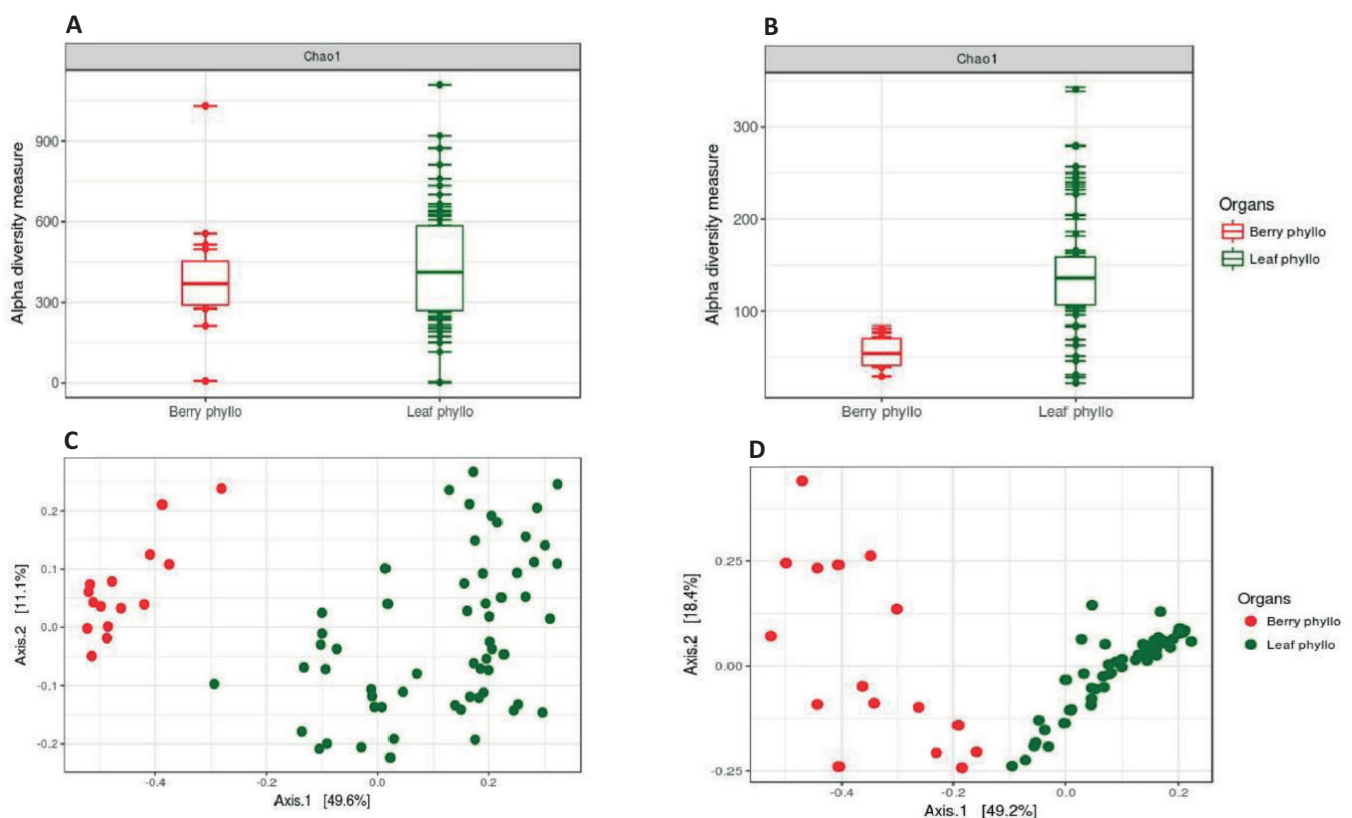 A
Chao1
Alpha diversity measure
900
600
300
0
Berry phyllo
Leaf phyllo
B
Chao1
Alpha diversity measure
300
200
100
Berry phyllo
Leaf phyllo
Organs
Berry phyllo
Leaf phyllo
C
Axis.2 [11.1%]
0.2
0.1
0.0
-0.1
-0.2
-0.4
-0.2
0.0
0.2
Axis.1 [49.6%]
D
Axis.2 [18.4%]
0.25
0.00
-0.25
-0.4
-0.2
0.0
0.2
Axis.1 [49.2%]
Organs
Berry phyllo
Leaf phyllo